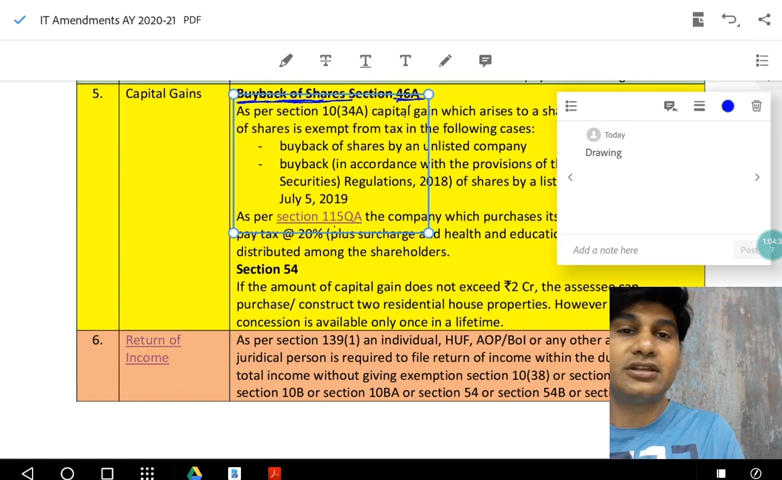 IT Amendments AY 2020-21 PDF
5. Capital Gains Buyback of Shares Section 46A
As per section 10(34A) capital gain which arises to a sha
of shares is exempt from tax in the following cases:
- buyback of shares by an unlisted company
- buyback (in accordance with the provisions of th
Securities) Regulations, 2018) of shares by a list
July 5, 2019
As per section 115QA the company which purchases its
pay tax @ 20% (plus surcharge and health and educatio
distributed among the shareholders.
Section 54
If the amount of capital gain does not exceed ₹2 Cr, the assessee can
purchase/ construct two residential house properties. However
concession is available only once in a lifetime.
6. Return of Income
As per section 139(1) an individual, HUF, AOP/BoI or any other a
juridical person is required to file return of income within the du
total income without giving exemption section 10(38) or section
section 10B or section 10BA or section 54 or section 54B or sect
Today
Drawing
Add a note here
Post
1:04:3
7